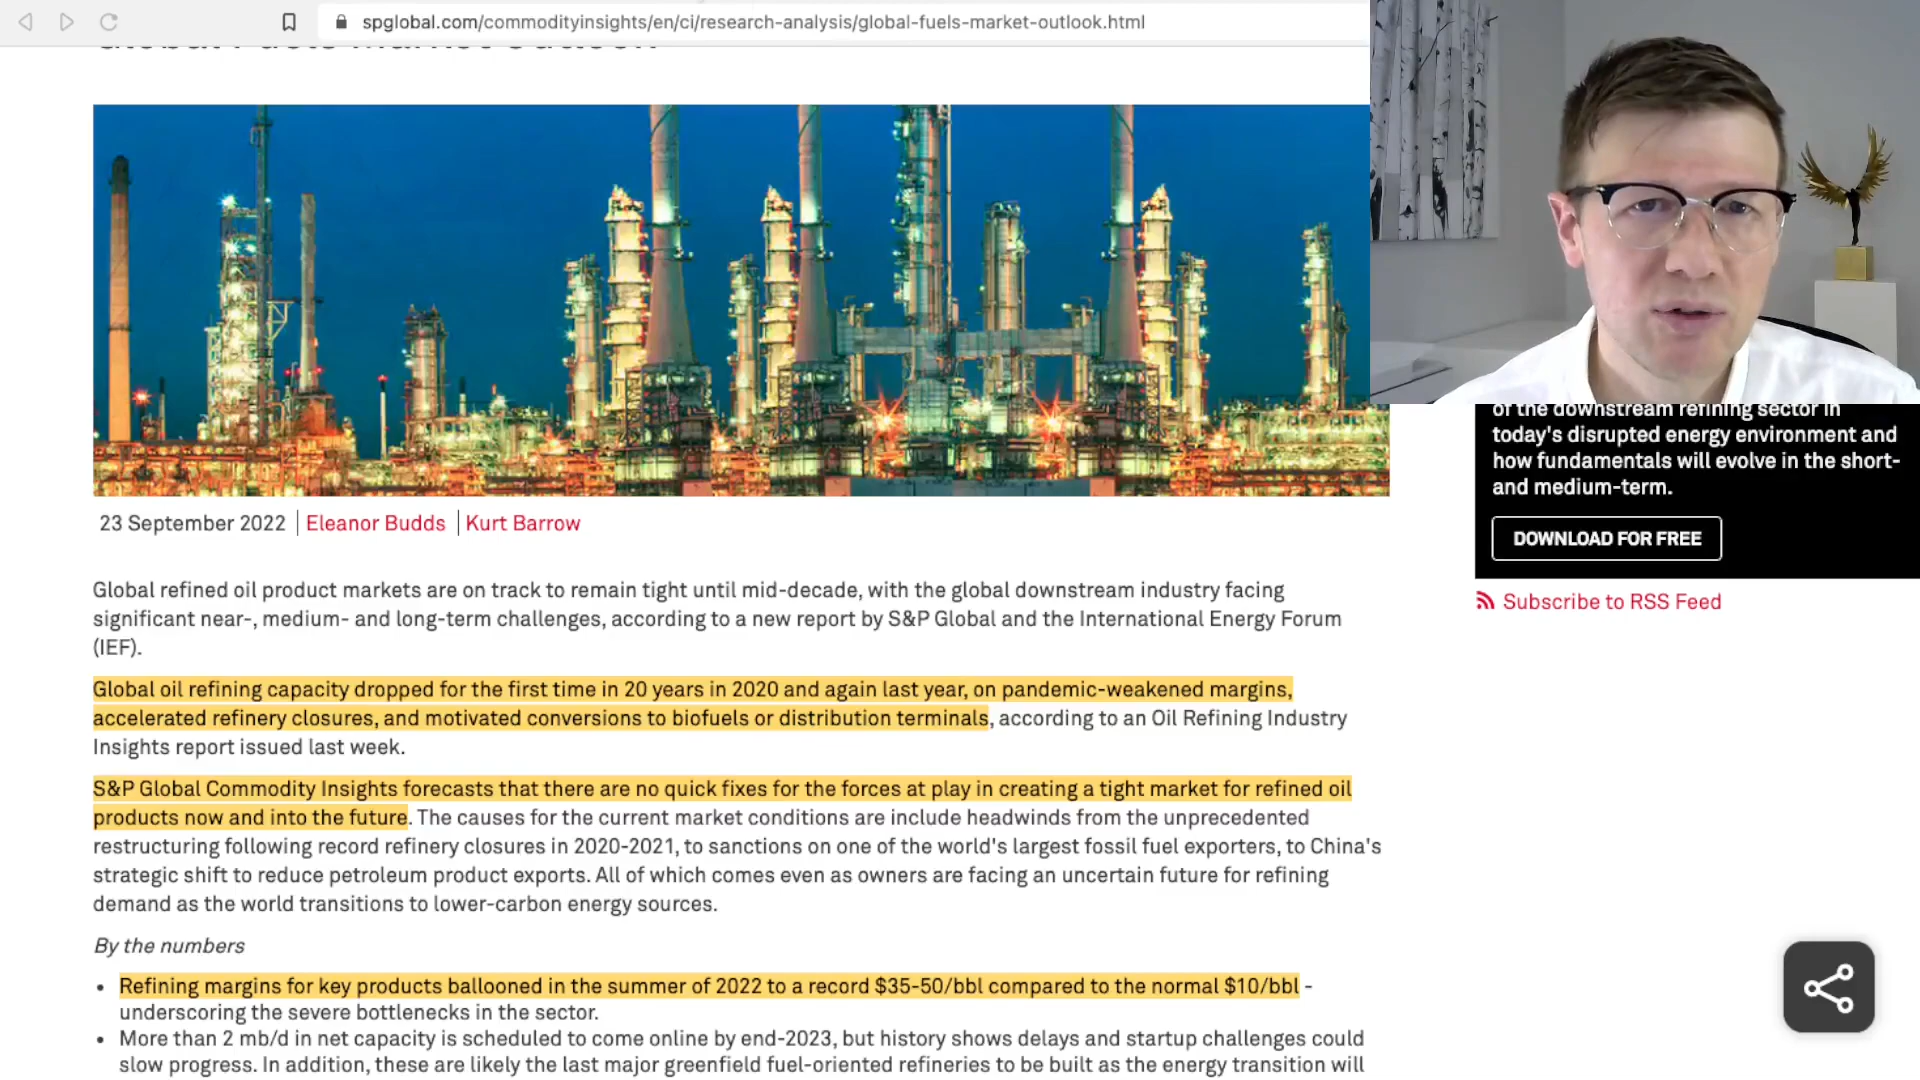 spglobal.com/commodityinsights/en/ci/research-analysis/global-fuels-market-outlook.html
Global Fuels Market Outlook
of the downstream refining sector in
today's disrupted energy environment and
how fundamentals will evolve in the short-
and medium-term.
DOWNLOAD FOR FREE
Subscribe to RSS Feed
23 September 2022 | Eleanor Budds | Kurt Barrow
Global refined oil product markets are on track to remain tight until mid-decade, with the global downstream industry facing
significant near-, medium- and long-term challenges, according to a new report by S&P Global and the International Energy Forum
(IEF).
Global oil refining capacity dropped for the first time in 20 years in 2020 and again last year, on pandemic-weakened margins,
accelerated refinery closures, and motivated conversions to biofuels or distribution terminals, according to an Oil Refining Industry
Insights report issued last week.
S&P Global Commodity Insights forecasts that there are no quick fixes for the forces at play in creating a tight market for refined oil
products now and into the future. The causes for the current market conditions are include headwinds from the unprecedented
restructuring following record refinery closures in 2020-2021, to sanctions on one of the world's largest fossil fuel exporters, to China's
strategic shift to reduce petroleum product exports. All of which comes even as owners are facing an uncertain future for refining
demand as the world transitions to lower-carbon energy sources.
By the numbers
• Refining margins for key products ballooned in the summer of 2022 to a record $35-50/bbl compared to the normal $10/bbl -
underscoring the severe bottlenecks in the sector.
• More than 2 mb/d in net capacity is scheduled to come online by end-2023, but history shows delays and startup challenges could
slow progress. In addition, these are likely the last major greenfield fuel-oriented refineries to be built as the energy transition will